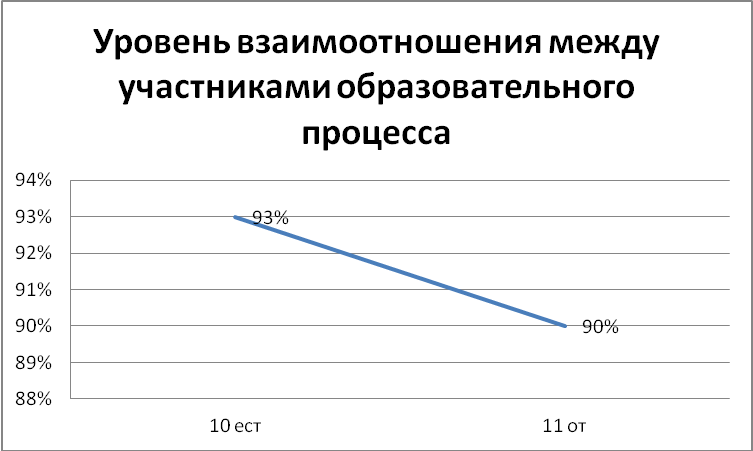 Уровень взаимоотношения между
участниками образовательного
процесса
94%
93%
93%
92%
91%
90%
90%
89%
88%
10 ест
11 от